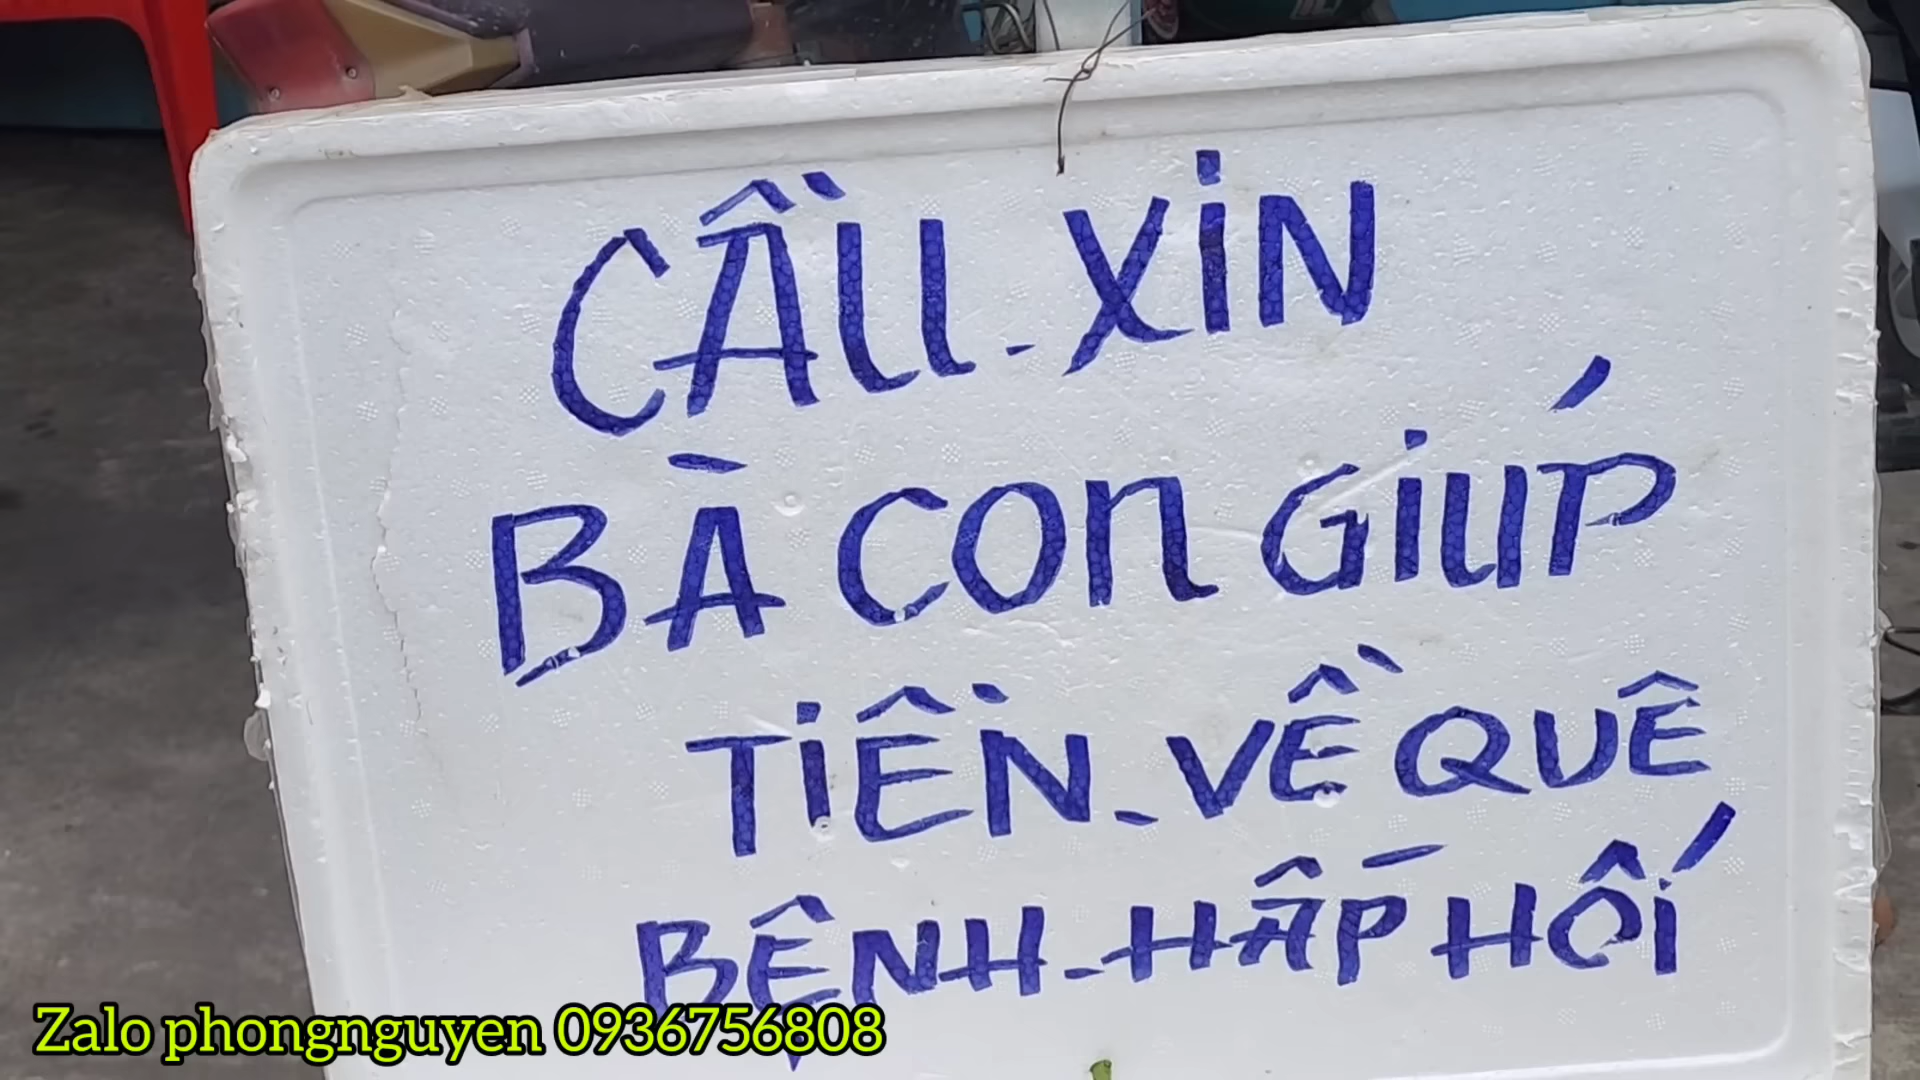 CẦU - XIN
BÀ CON GIÚP
TIỀN - VỀ QUÊ
BỆNH - HẤP HỐI
Zalo phongnguyen 0936756808